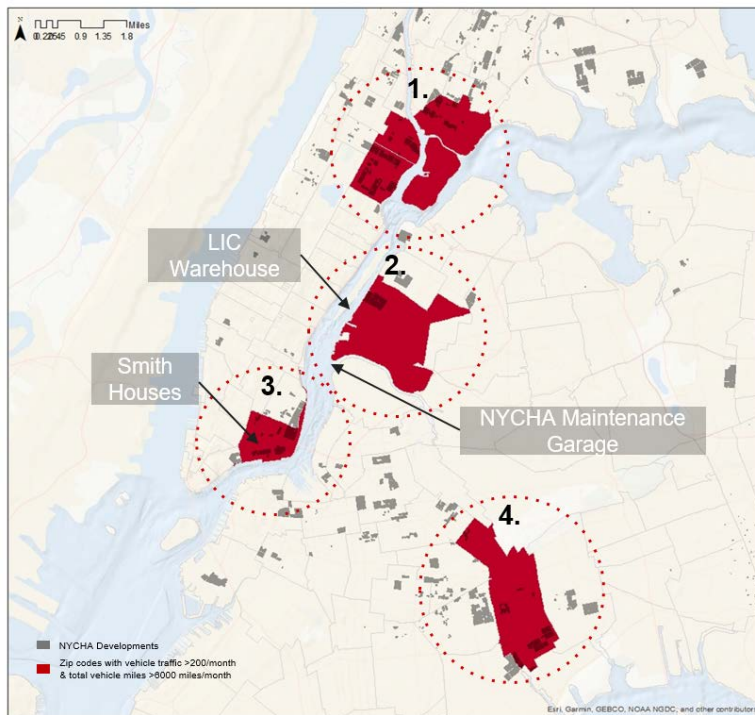 Miles
0 0.225 0.45 0.9 1.35 1.8
1.
LIC
Warehouse
2.
Smith
Houses
3.
NYCHA Maintenance
Garage
4.
NYCHA Developments
Zip codes with vehicle traffic >200/month
& total vehicle miles >6000 miles/month
Esri, Garmin, GEBCO, NOAA NGDC, and other contributors